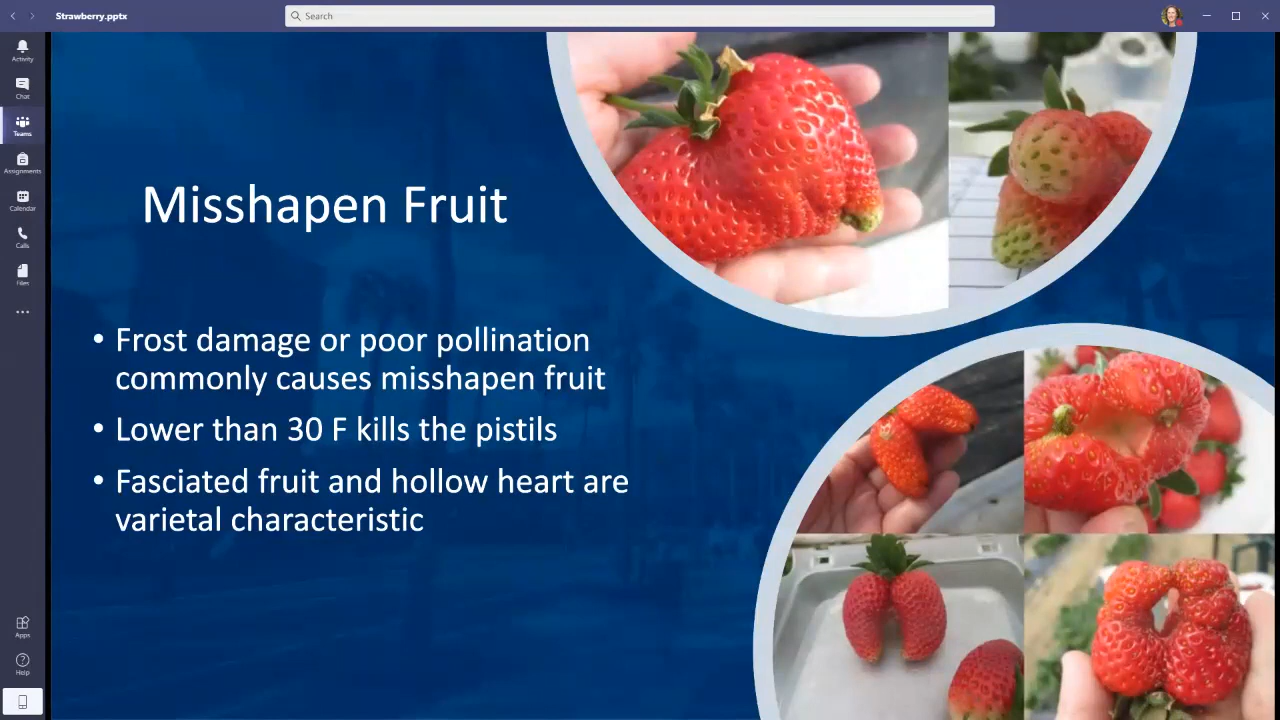 Strawberry.pptx
Search
Activity
Chat
Teams
Assignments
Calendar
Calls
Files
Misshapen Fruit
• Frost damage or poor pollination
commonly causes misshapen fruit
• Lower than 30 F kills the pistils
• Fasciated fruit and hollow heart are
varietal characteristic
Apps
Help